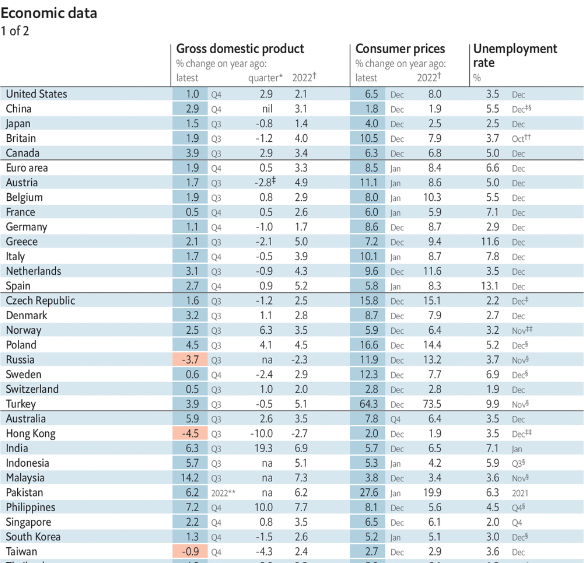 Economic data
1 of 2
Gross domestic product Consumer prices Unemployment
% change on year ago: % change on year ago: rate
latest quarter* 2022† latest 2022† %
United States 1.0 Q4 2.9 2.1 6.5 Dec 8.0 3.5 Dec
China 2.9 Q4 nil 3.1 1.8 Dec 1.9 5.5 Dec‡§
Japan 1.5 Q3 -0.8 1.4 4.0 Dec 2.5 2.5 Dec
Britain 1.9 Q3 -1.2 4.0 10.5 Dec 7.9 3.7 Oct††
Canada 3.9 Q3 2.9 3.4 6.3 Dec 6.8 5.0 Dec
Euro area 1.9 Q4 0.5 3.3 8.5 Jan 8.4 6.6 Dec
Austria 1.7 Q3 -2.8‡ 4.9 11.1 Jan 8.6 5.0 Dec
Belgium 1.9 Q3 0.8 2.9 8.0 Jan 10.3 5.5 Dec
France 0.5 Q4 0.5 2.6 6.0 Jan 5.9 7.1 Dec
Germany 1.1 Q4 -1.0 1.7 8.6 Dec 8.7 2.9 Dec
Greece 2.1 Q3 -2.1 5.0 7.2 Dec 9.4 11.6 Dec
Italy 1.7 Q4 -0.5 3.9 10.1 Jan 8.7 7.8 Dec
Netherlands 3.1 Q3 -0.9 4.3 9.6 Dec 11.6 3.5 Dec
Spain 2.7 Q4 0.9 5.2 5.8 Jan 8.3 13.1 Dec
Czech Republic 1.6 Q3 -1.2 2.5 15.8 Dec 15.1 2.2 Dec‡
Denmark 3.2 Q3 1.1 2.8 8.7 Dec 7.9 2.7 Dec
Norway 2.5 Q3 6.3 3.5 5.9 Dec 6.4 3.2 Nov‡‡
Poland 4.5 Q3 4.1 4.5 16.6 Dec 14.4 5.2 Dec§
Russia -3.7 Q3 na -2.3 11.9 Dec 13.2 3.7 Nov§
Sweden 0.6 Q4 -2.4 2.9 12.3 Dec 7.7 6.9 Dec§
Switzerland 0.5 Q3 1.0 2.0 2.8 Dec 2.8 1.9 Dec
Turkey 3.9 Q3 -0.5 5.1 64.3 Dec 73.5 9.9 Nov§
Australia 5.9 Q3 2.6 3.5 7.8 Q4 6.4 3.5 Dec
Hong Kong -4.5 Q3 -10.0 -2.7 2.0 Dec 1.9 3.5 Dec‡‡
India 6.3 Q3 19.3 6.9 5.7 Dec 6.5 7.1 Jan
Indonesia 5.7 Q3 na 5.1 5.3 Jan 4.2 5.9 Q3§
Malaysia 14.2 Q3 na 7.3 3.8 Dec 3.4 3.6 Nov§
Pakistan 6.2 2022** na 6.2 27.6 Jan 19.9 6.3 2021
Philippines 7.2 Q4 10.0 7.7 8.1 Dec 5.6 4.5 Q4§
Singapore 2.2 Q4 0.8 3.5 6.5 Dec 6.1 2.0 Q4
South Korea 1.3 Q4 -1.5 2.6 5.2 Jan 5.1 3.0 Dec§
Taiwan -0.9 Q4 -4.3 2.4 2.7 Dec 2.9 3.6 Dec